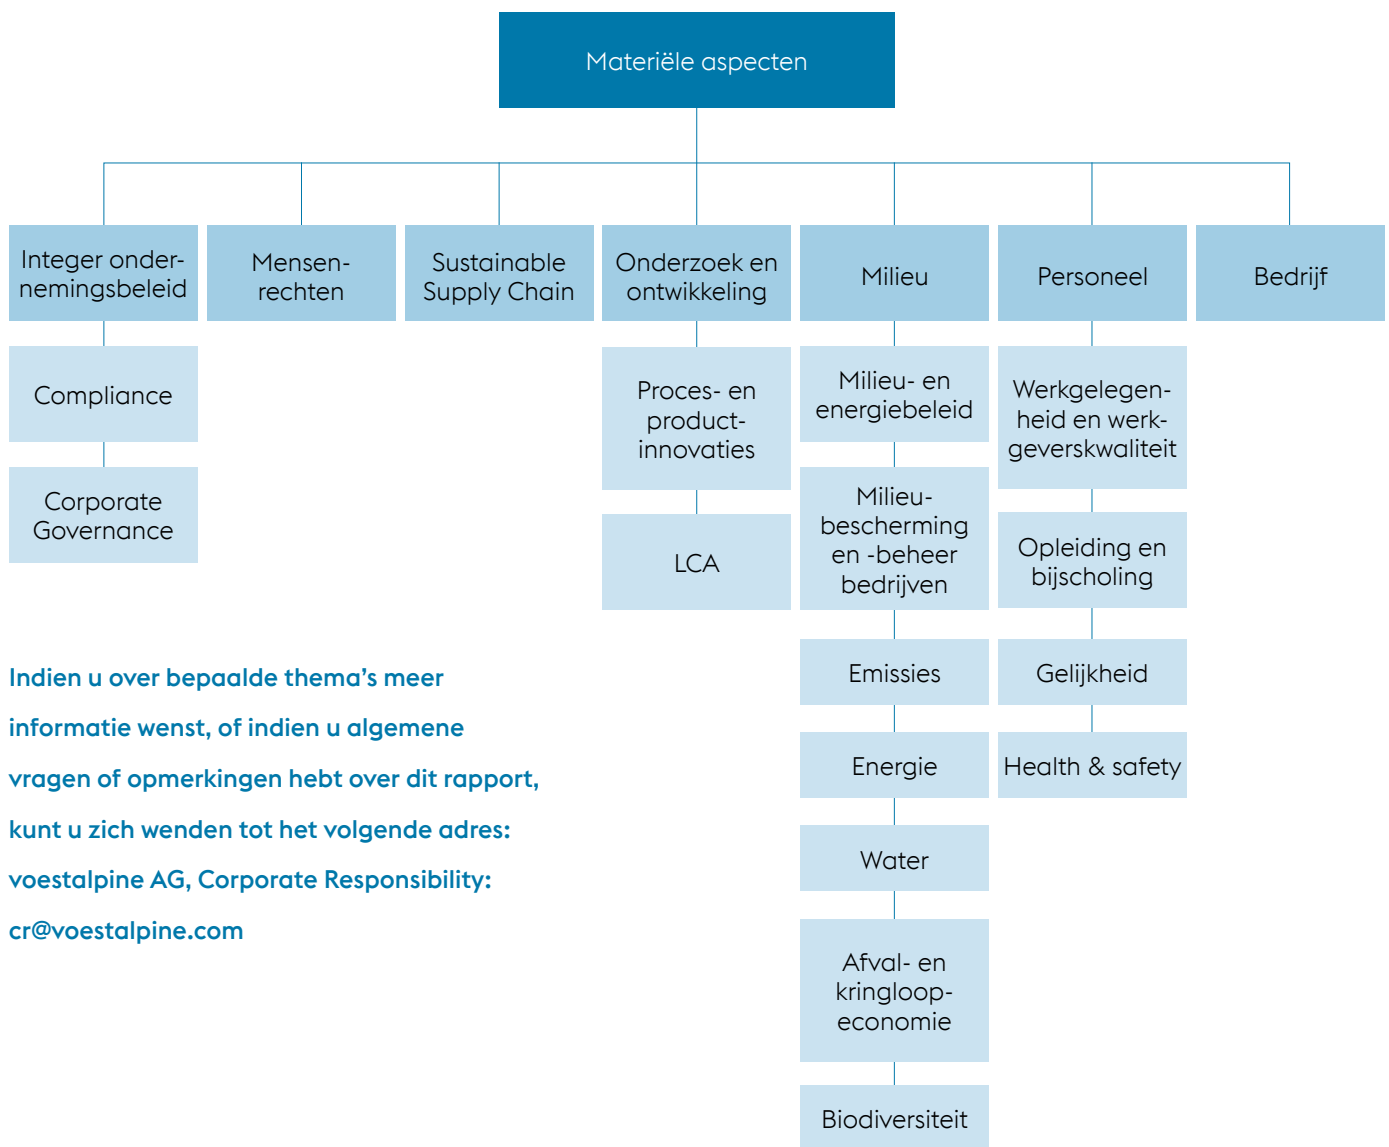 Materiële aspecten
Integer onder-
nemingsbeleid
Mensen-
rechten
Sustainable
Supply Chain
Onderzoek en
ontwikkeling
Milieu
Personeel
Bedrijf
Compliance
Corporate
Governance
Proces- en
product-
innovaties
LCA
Milieu- en
energiebeleid
Milieu-
bescherming
en -beheer
bedrijven
Emissies
Energie
Water
Afval- en
kringloop-
economie
Biodiversiteit
Werkgelegen-
heid en werk-
geverskwaliteit
Opleiding en
bijscholing
Gelijkheid
Health & safety
Indien u over bepaalde thema’s meer
informatie wenst, of indien u algemene
vragen of opmerkingen hebt over dit rapport,
kunt u zich wenden tot het volgende adres:
voestalpine AG, Corporate Responsibility:
cr@voestalpine.com